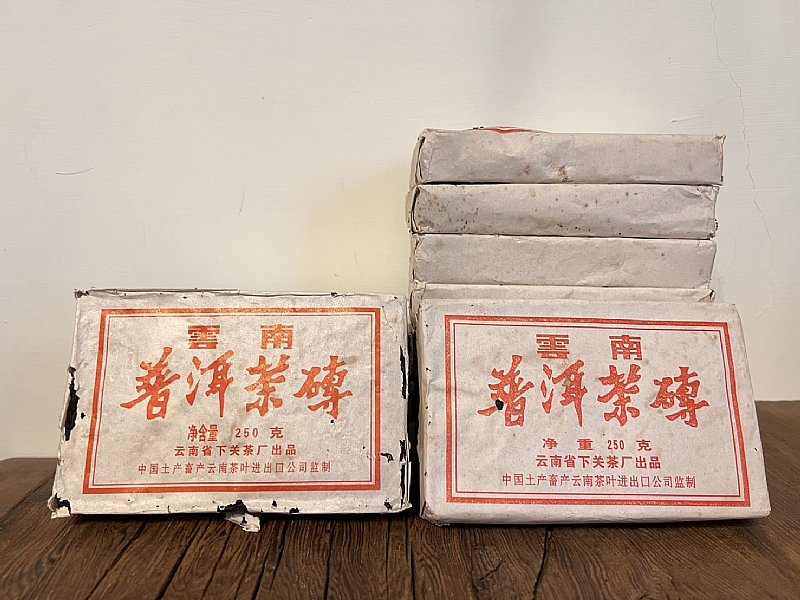 雲南
普洱茶磚
净含量 250 克
云南省下关茶厂出品
中国土产畜产云南茶叶进出口公司监制
雲南
普洱茶磚
净重 250 克
云南省下关茶厂出品
中国土产畜产云南茶叶进出口公司监制